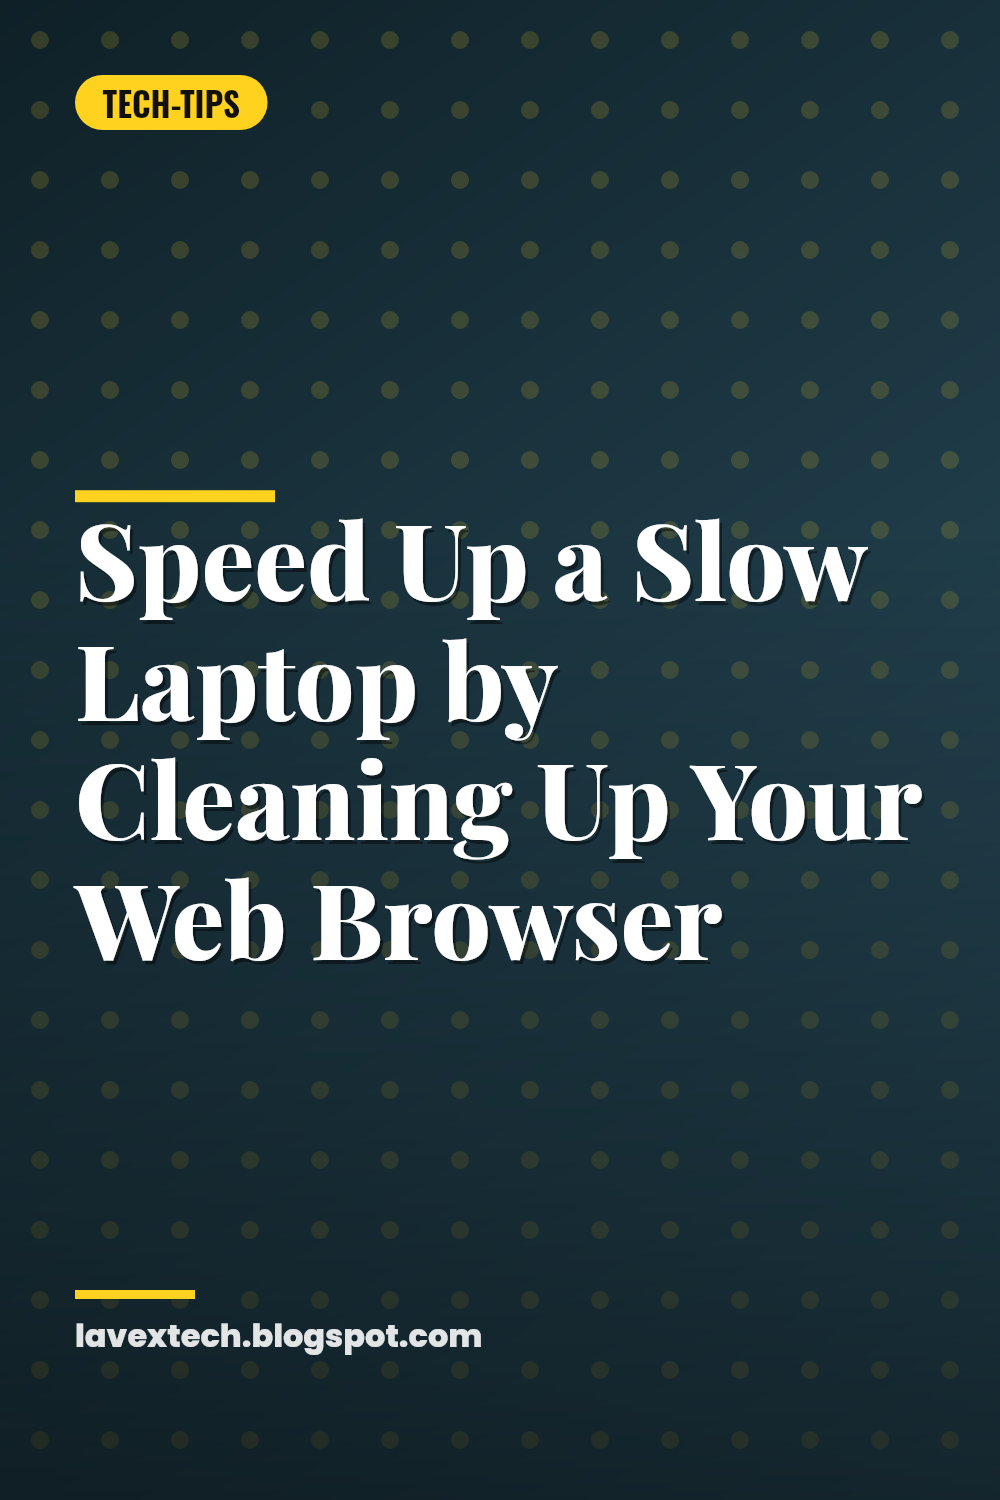 TECH-TIPS
Speed Up a Slow
Laptop by
Cleaning Up Your
Web Browser
lavextech.blogspot.com